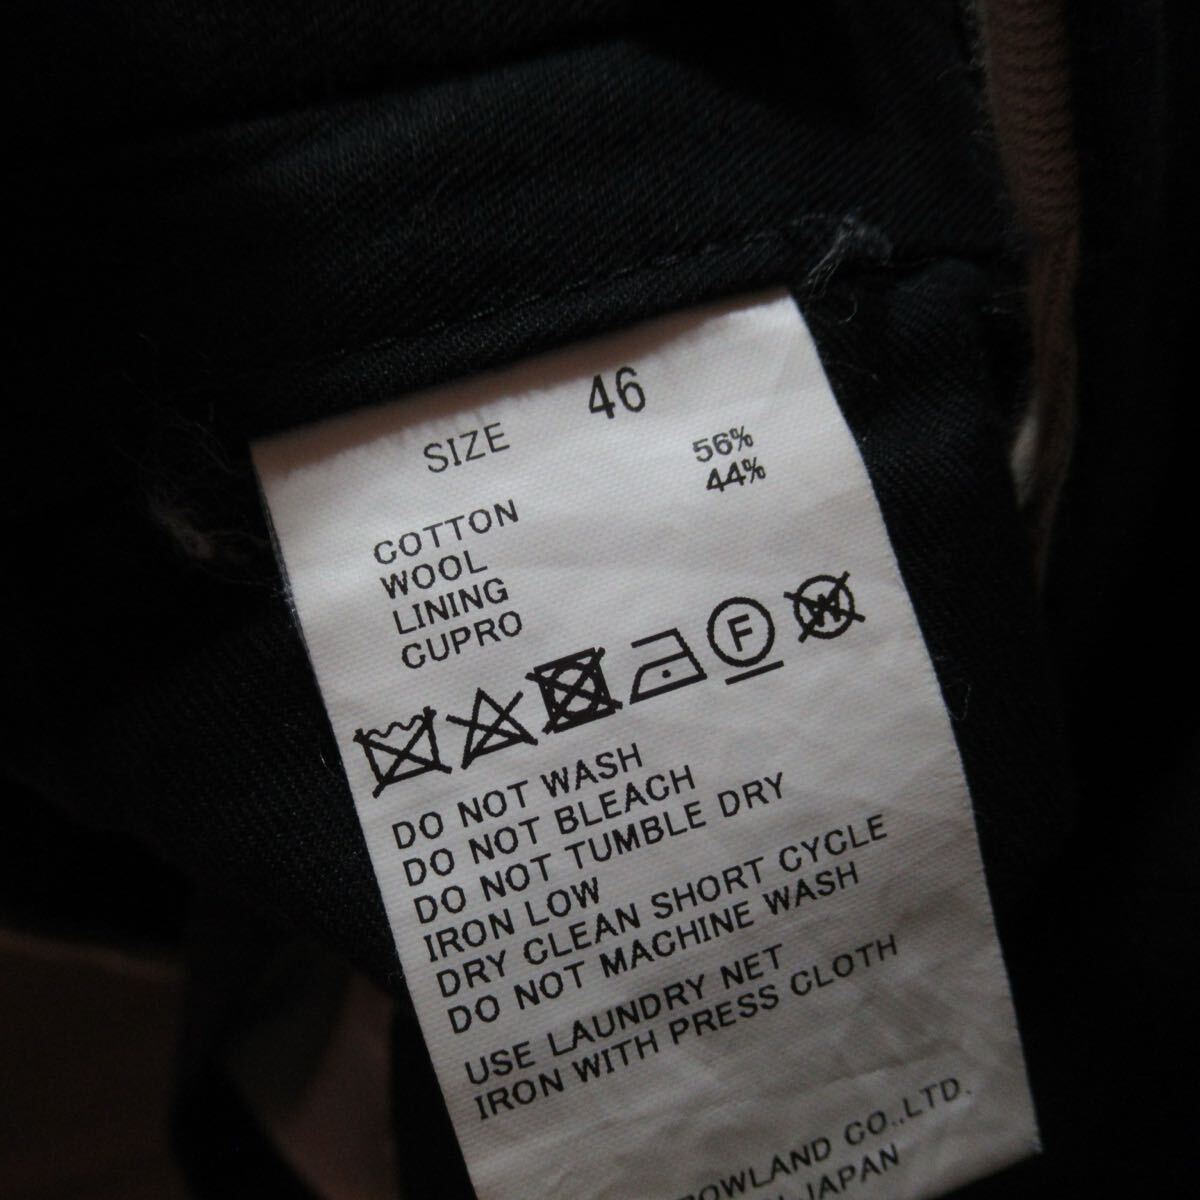 SIZE 46
COTTON 56%
WOOL 44%
LINING
CUPRO
F
W
DO NOT WASH
DO NOT BLEACH
DO NOT TUMBLE DRY
IRON LOW
DRY CLEAN SHORT CYCLE
DO NOT MACHINE WASH
USE LAUNDRY NET
IRON WITH PRESS CLOTH
CO.,LTD.
JAPAN